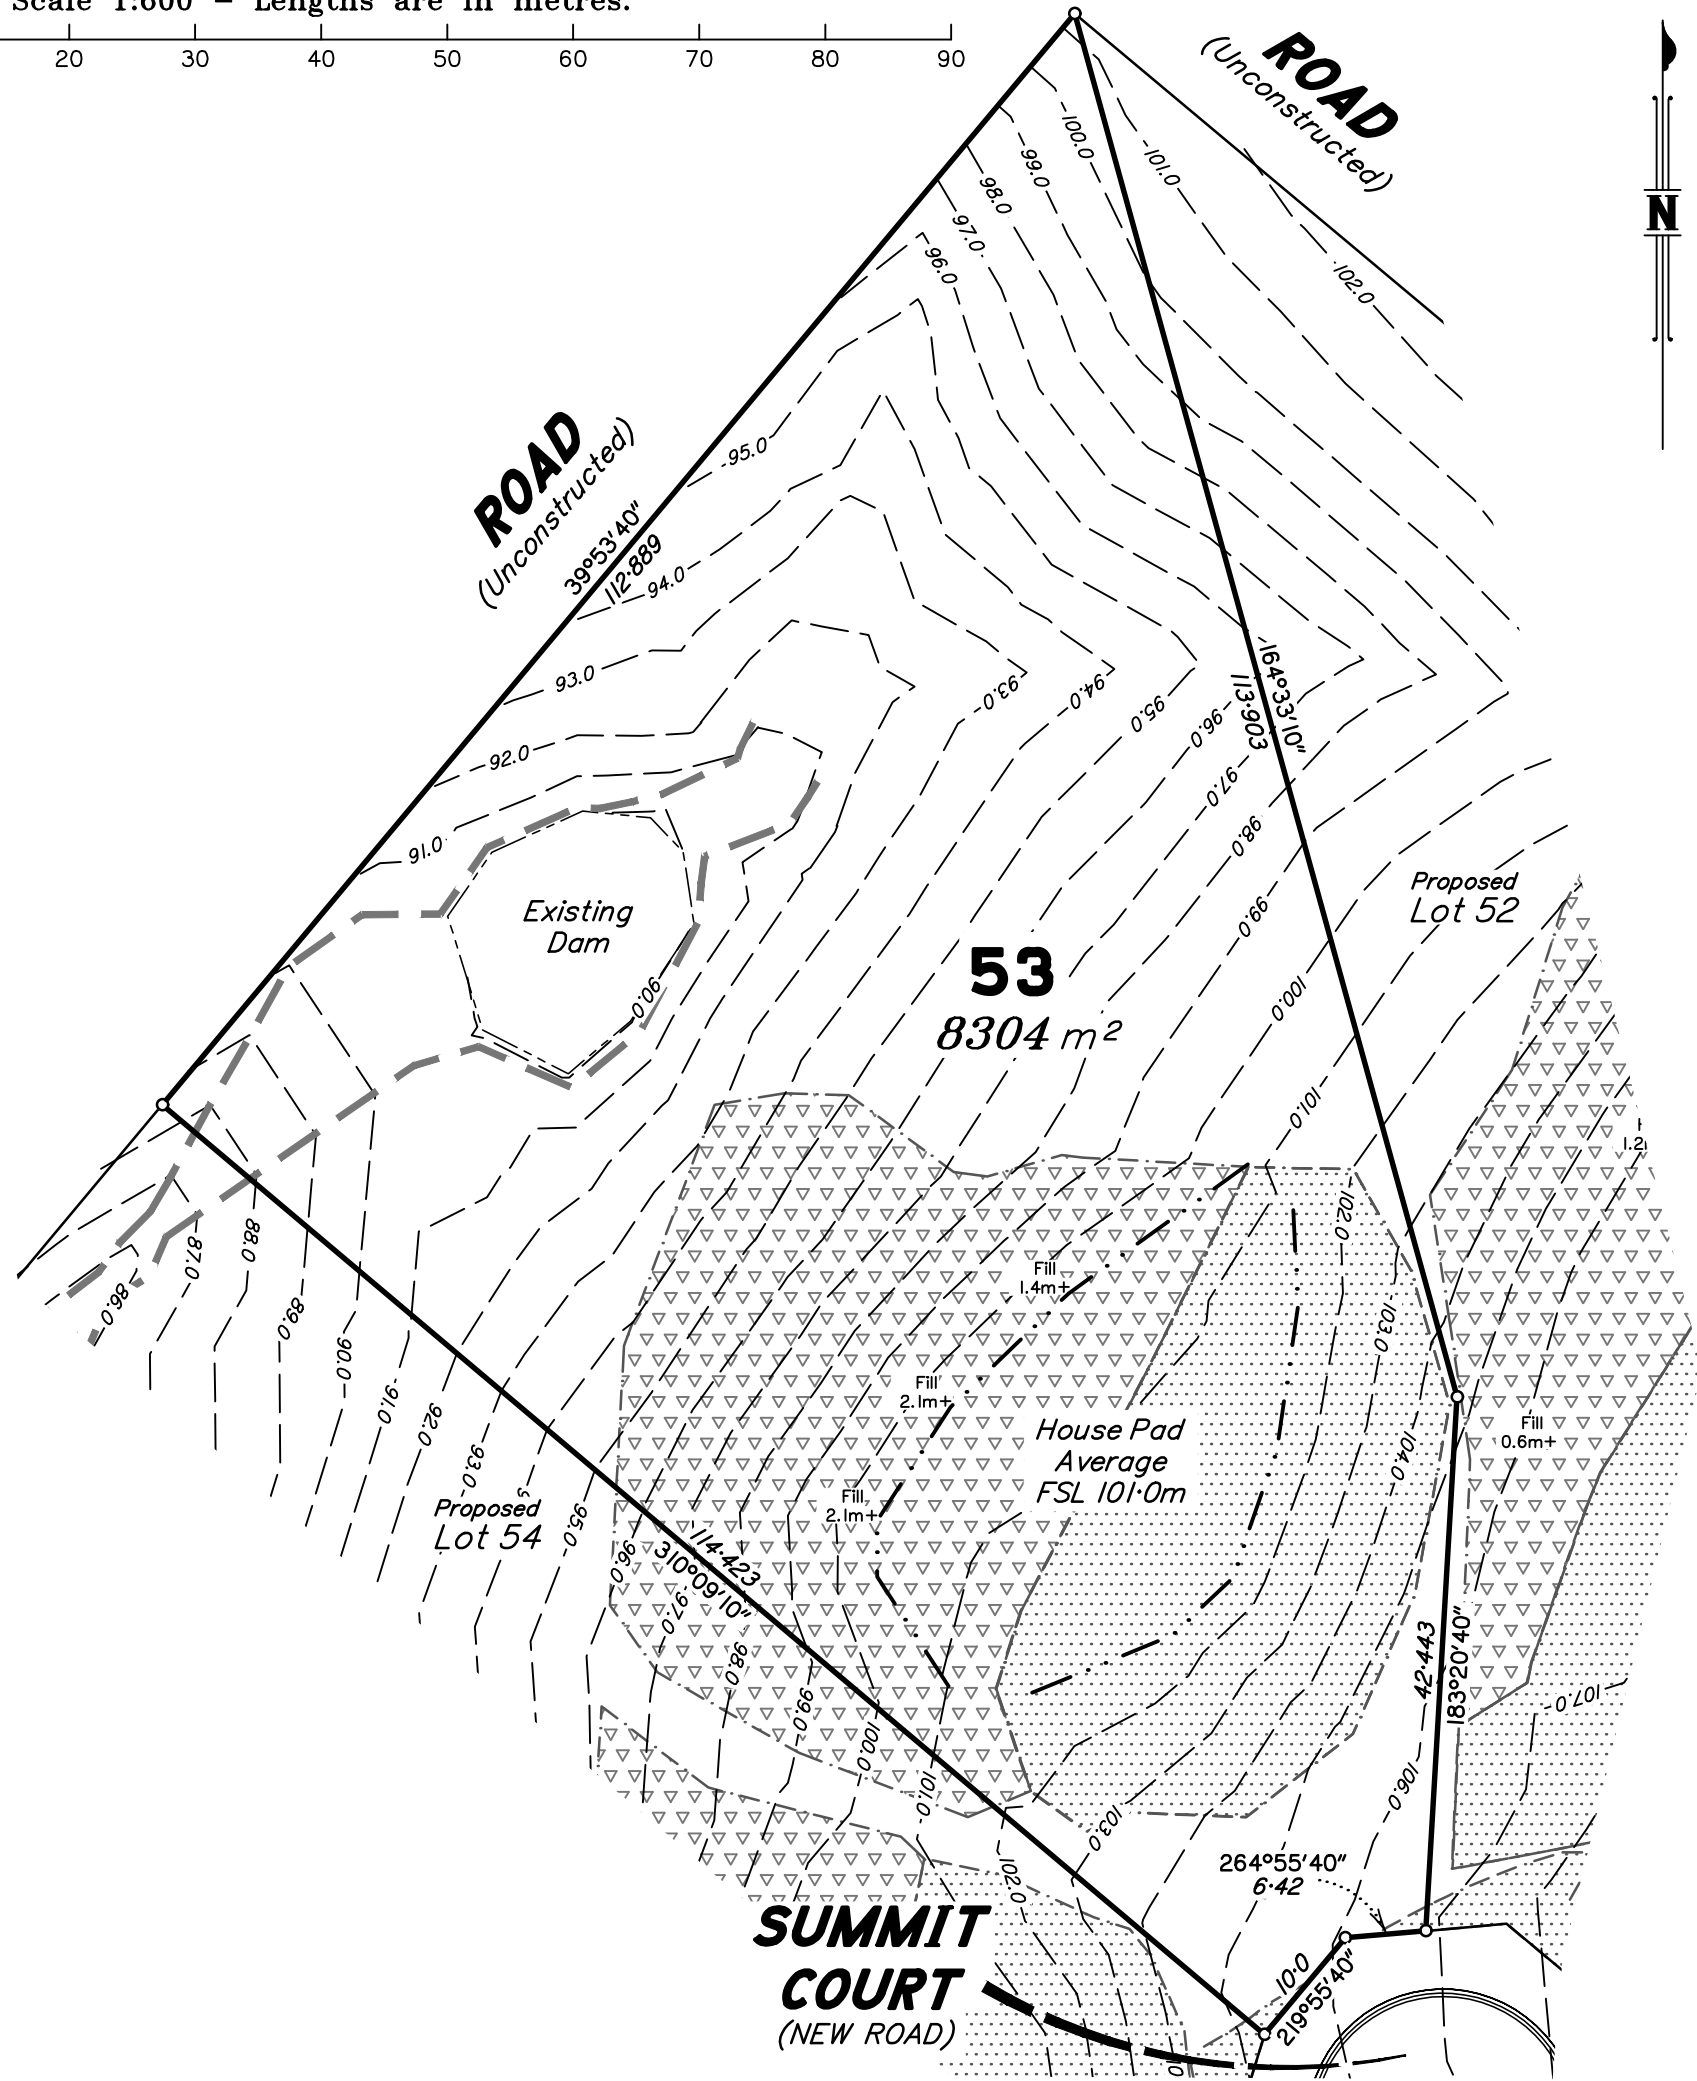 Scale 1:600 – Lengths are in metres.
20 30 40 50 60 70 80 90
ROAD
(Unconstructed)
N
100.0
101.0
99.0
98.0
97.0
96.0
102.0
ROAD
(Unconstructed)
39°53'40"
112·889
95.0
94.0
93.0
92.0
91.0
164°33'10"
113·903
93.0
94.0
95.0
96.0
97.0
98.0
99.0
100.0
101.0
Existing
Dam
90.0
53
8304 m²
Proposed
Lot 52
1.2
102.0
103.0
104.0
Fill
1.4m+
Fill
2.1m+
Fill
2.1m+
House Pad
Average
FSL 101·0m
Fill
0.6m+
86.0
87.0
88.0
89.0
90.0
91.0
92.0
93.0
9
95.0
96.0
97.0
98.0
99.0
100.0
101.0
102.0
103.0
106.0
107.0
Proposed
Lot 54
114·423
310°09'10"
42·443
183°20'40"
264°55'40"
6·42
10·0
219°55'40"
SUMMIT
COURT
(NEW ROAD)